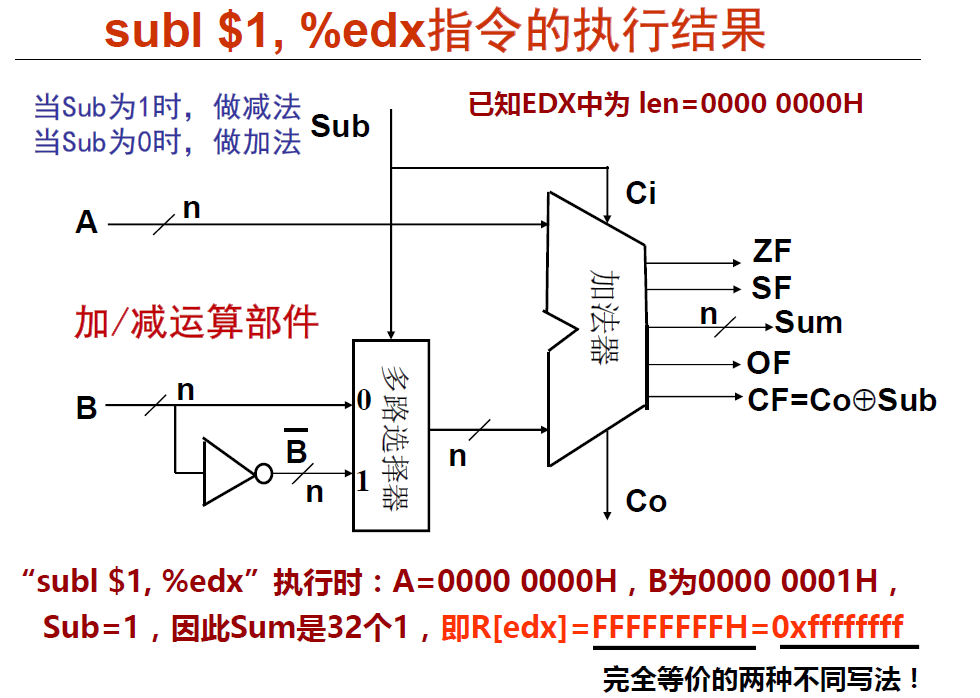 subl $1, %edx指令的执行结果
当Sub为1时，做减法
当Sub为0时，做加法
已知EDX中为 len=0000 0000H
Sub
Ci
A
n
ZF
SF
加法器
n
Sum
OF
CF=Co⊕Sub
加/减运算部件
B
n
0
多路选择器
B̅
n
1
n
Co
“subl $1, %edx”执行时：A=0000 0000H，B为0000 0001H，
Sub=1，因此Sum是32个1，即R[edx]=FFFFFFFFH=0xffffffff
完全等价的两种不同写法！